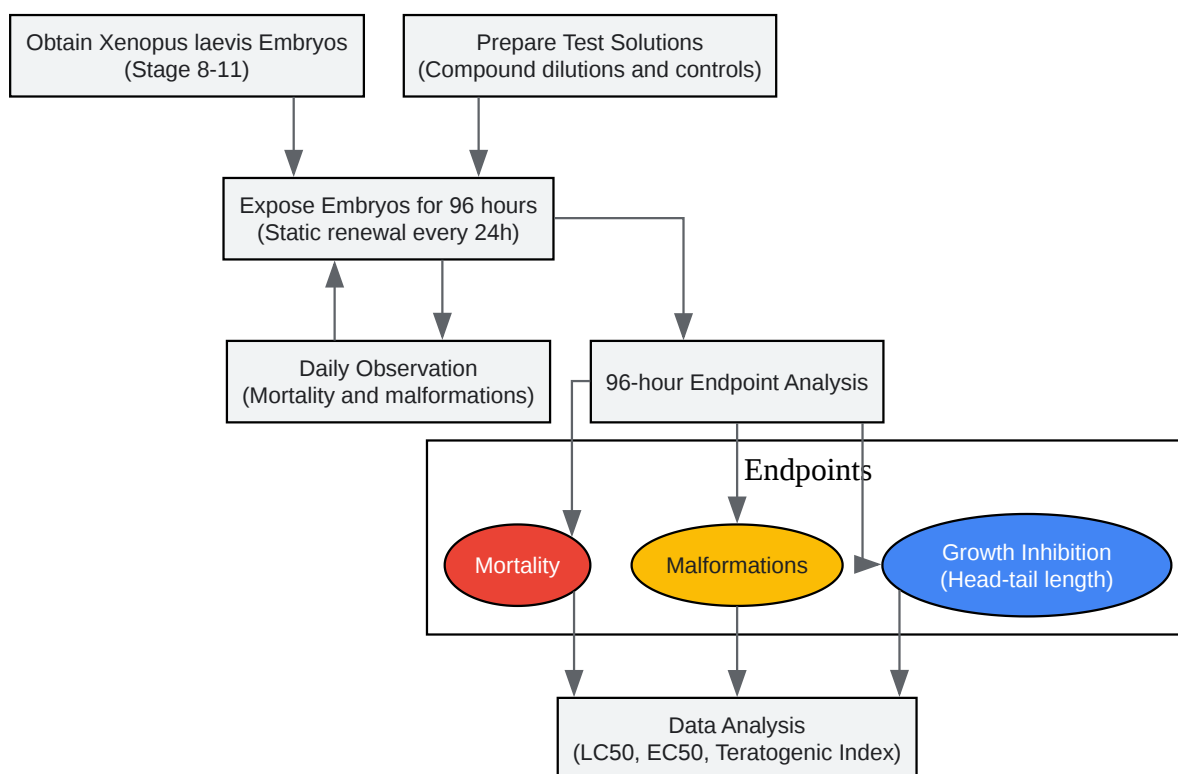 Obtain Xenopus laevis Embryos
(Stage 8-11)
Prepare Test Solutions
(Compound dilutions and controls)
Expose Embryos for 96 hours
(Static renewal every 24h)
Daily Observation
(Mortality and malformations)
96-hour Endpoint Analysis
Endpoints
Mortality
Malformations
Growth Inhibition
(Head-tail length)
Data Analysis
(LC50, EC50, Teratogenic Index)